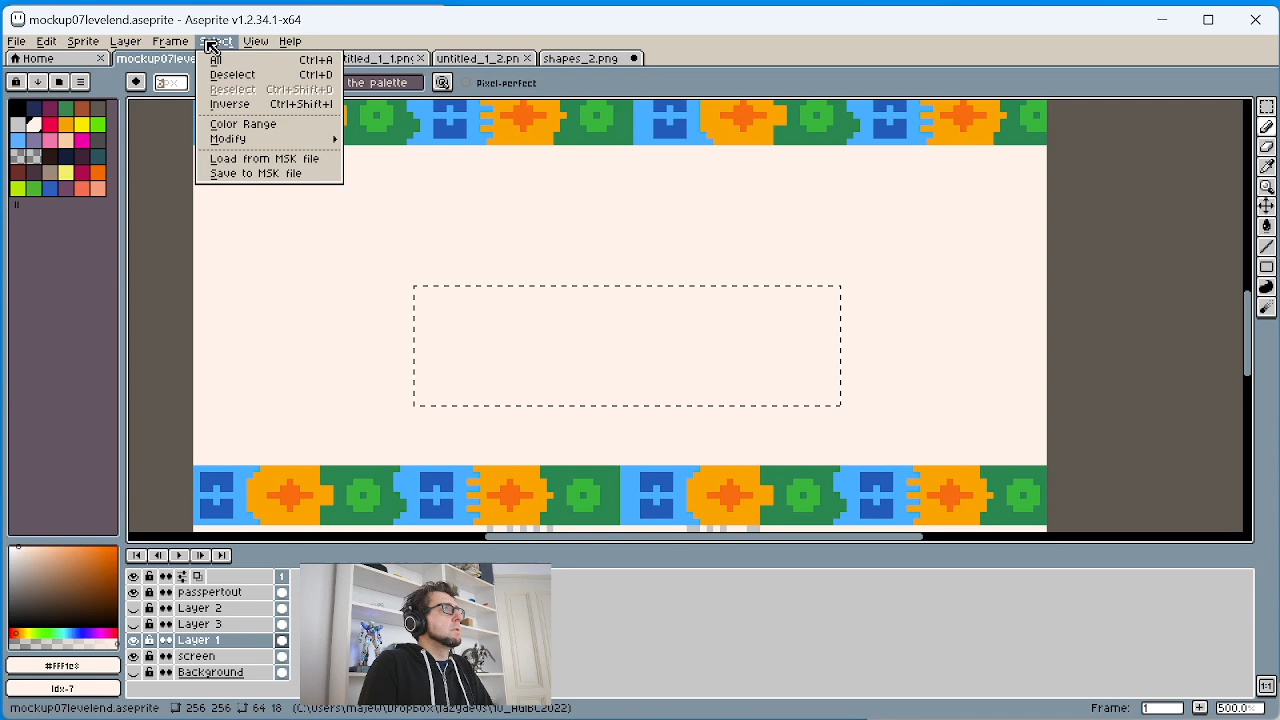 mockup07levelend.aseprite - Aseprite v1.2.34.1-x64
File Edit Sprite Layer Frame Select View Help
Home mockup07leve titled_1_1.pn untitled_1_2.pn shapes_2.png
the palette Pixel-perfect
All Ctrl+A
Deselect Ctrl+D
Reselect Ctrl+Shift+D
Inverse Ctrl+Shift+I
Color Range
Modify
Load from MSK file
Save to MSK file
1
passpertout
Layer 2
Layer 3
Layer 1
screen
Background
Idx-7
1:1
mockup07levelend.aseprite 256 256 64 18 Frame: 1 500.0